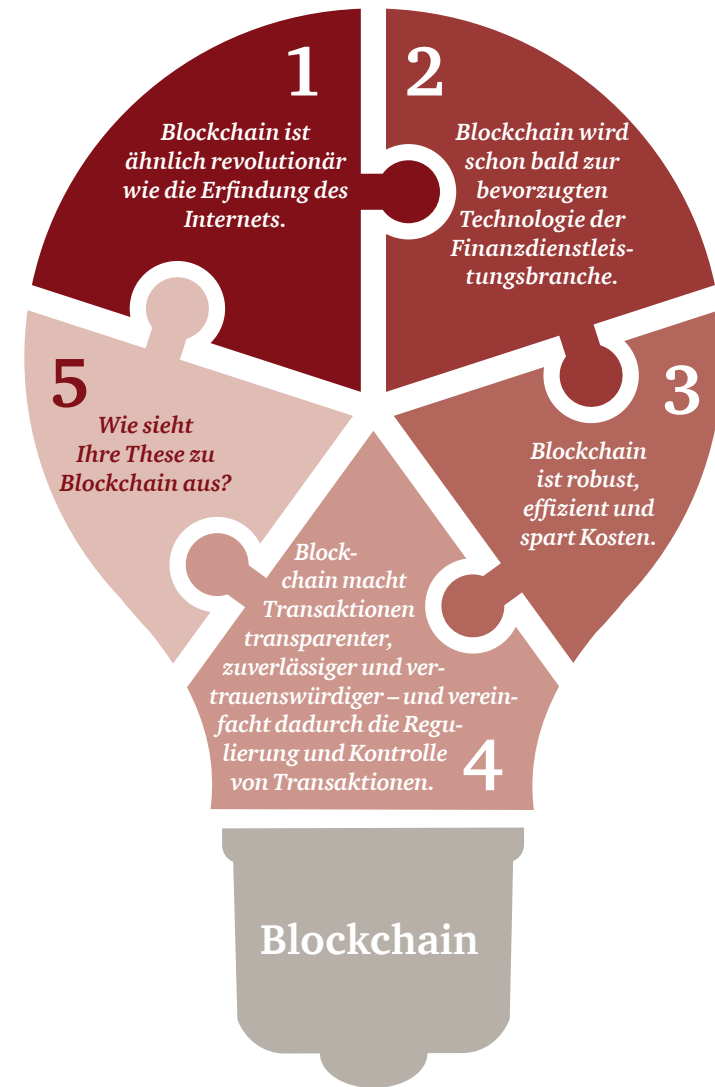 1
Blockchain ist
ähnlich revolutionär
wie die Erfindung des
Internets.
2
Blockchain wird
schon bald zur
bevorzugten
Technologie der
Finanzdienstleis-
tungsbranche.
3
Blockchain
ist robust,
effizient und
spart Kosten.
4
Block-
chain macht
Transaktionen
transparenter,
zuverlässiger und ver-
trauenswürdiger – und verein-
facht dadurch die Regu-
lierung und Kontrolle
von Transaktionen.
5
Wie sieht
Ihre These zu
Blockchain aus?
Blockchain